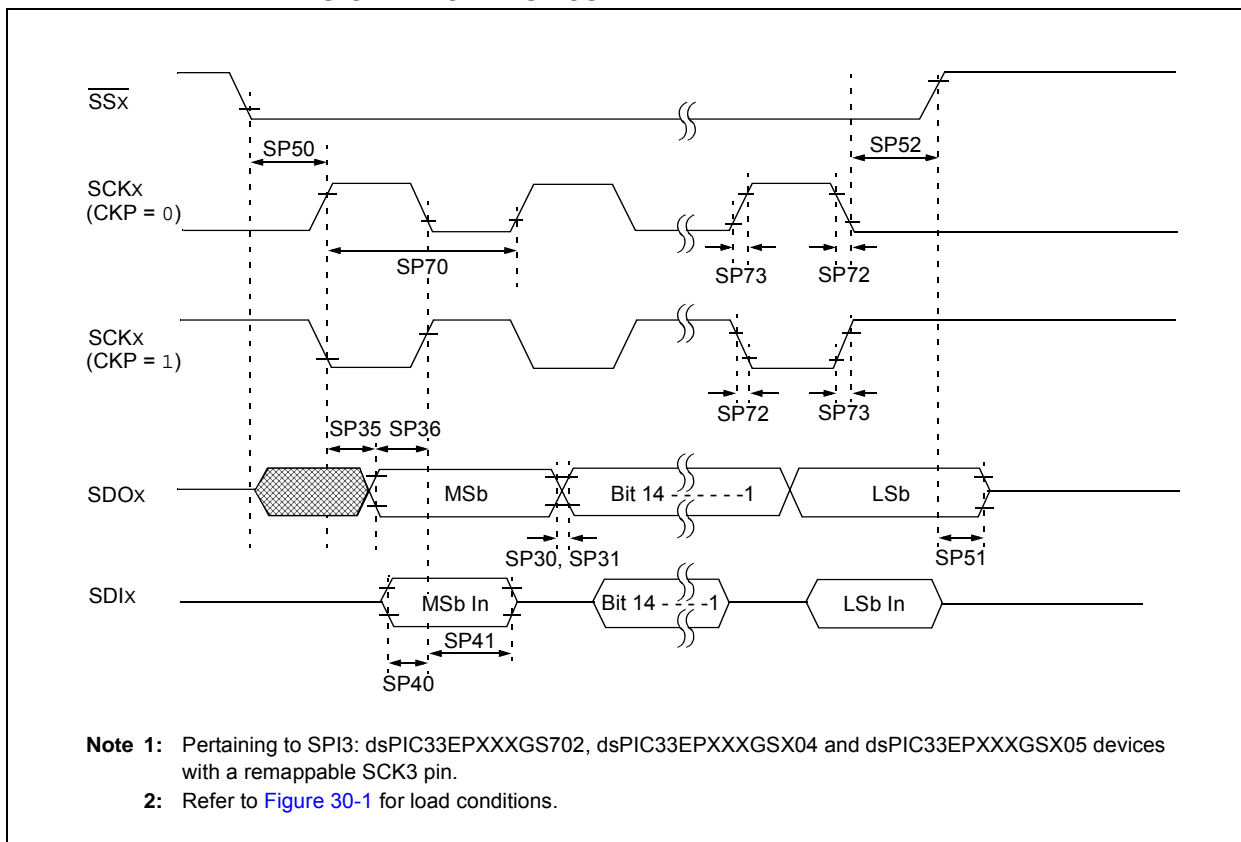 SSx
SP50
SP52
SCKx
(CKP = 0)
SP70
SP73
SP72
SCKx
(CKP = 1)
SP72
SP73
SP35
SP36
SDOx
MSb
Bit 14 - - - - - -1
LSb
SP30, SP31
SP51
SDIx
MSb In
Bit 14 - - - -1
LSb In
SP41
SP40
Note 1: Pertaining to SPI3: dsPIC33EPXXXGS702, dsPIC33EPXXXGSX04 and dsPIC33EPXXXGSX05 devices
with a remappable SCK3 pin.
2: Refer to Figure 30-1 for load conditions.